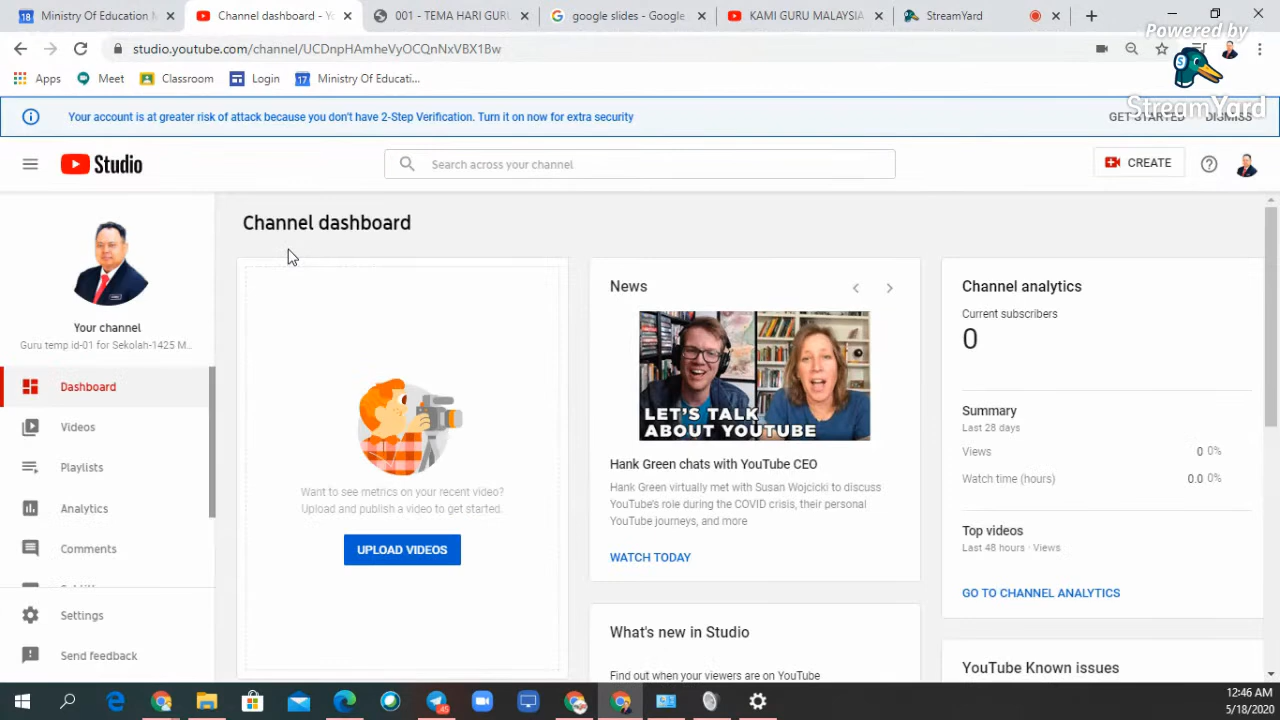 Ministry Of Education M
Channel dashboard - Yo
001 - TEMA HARI GURU
google slides - Google
KAMI GURU MALAYSIA
StreamYard
studio.youtube.com/channel/UCDnpHAmheVyOCQnNxVBX1Bw
Powered by
StreamYard
Apps
Meet
Classroom
Login
Ministry Of Educati...
Your account is at greater risk of attack because you don't have 2-Step Verification. Turn it on now for extra security
GET STARTED
DISMISS
Studio
Search across your channel
CREATE
Channel dashboard
Your channel
Guru temp id-01 for Sekolah-1425 M...
Dashboard
Videos
Playlists
Analytics
Comments
Settings
Send feedback
Want to see metrics on your recent video?
Upload and publish a video to get started.
UPLOAD VIDEOS
News
LET'S TALK
ABOUT YOUTUBE
Hank Green chats with YouTube CEO
Hank Green virtually met with Susan Wojcicki to discuss
YouTube's role during the COVID crisis, their personal
YouTube journeys, and more
WATCH TODAY
What's new in Studio
Find out when your viewers are on YouTube
Channel analytics
Current subscribers
0
Summary
Last 28 days
Views 0 0%
Watch time (hours) 0.0 0%
Top videos
Last 48 hours · Views
GO TO CHANNEL ANALYTICS
YouTube Known issues
12:46 AM
5/18/2020